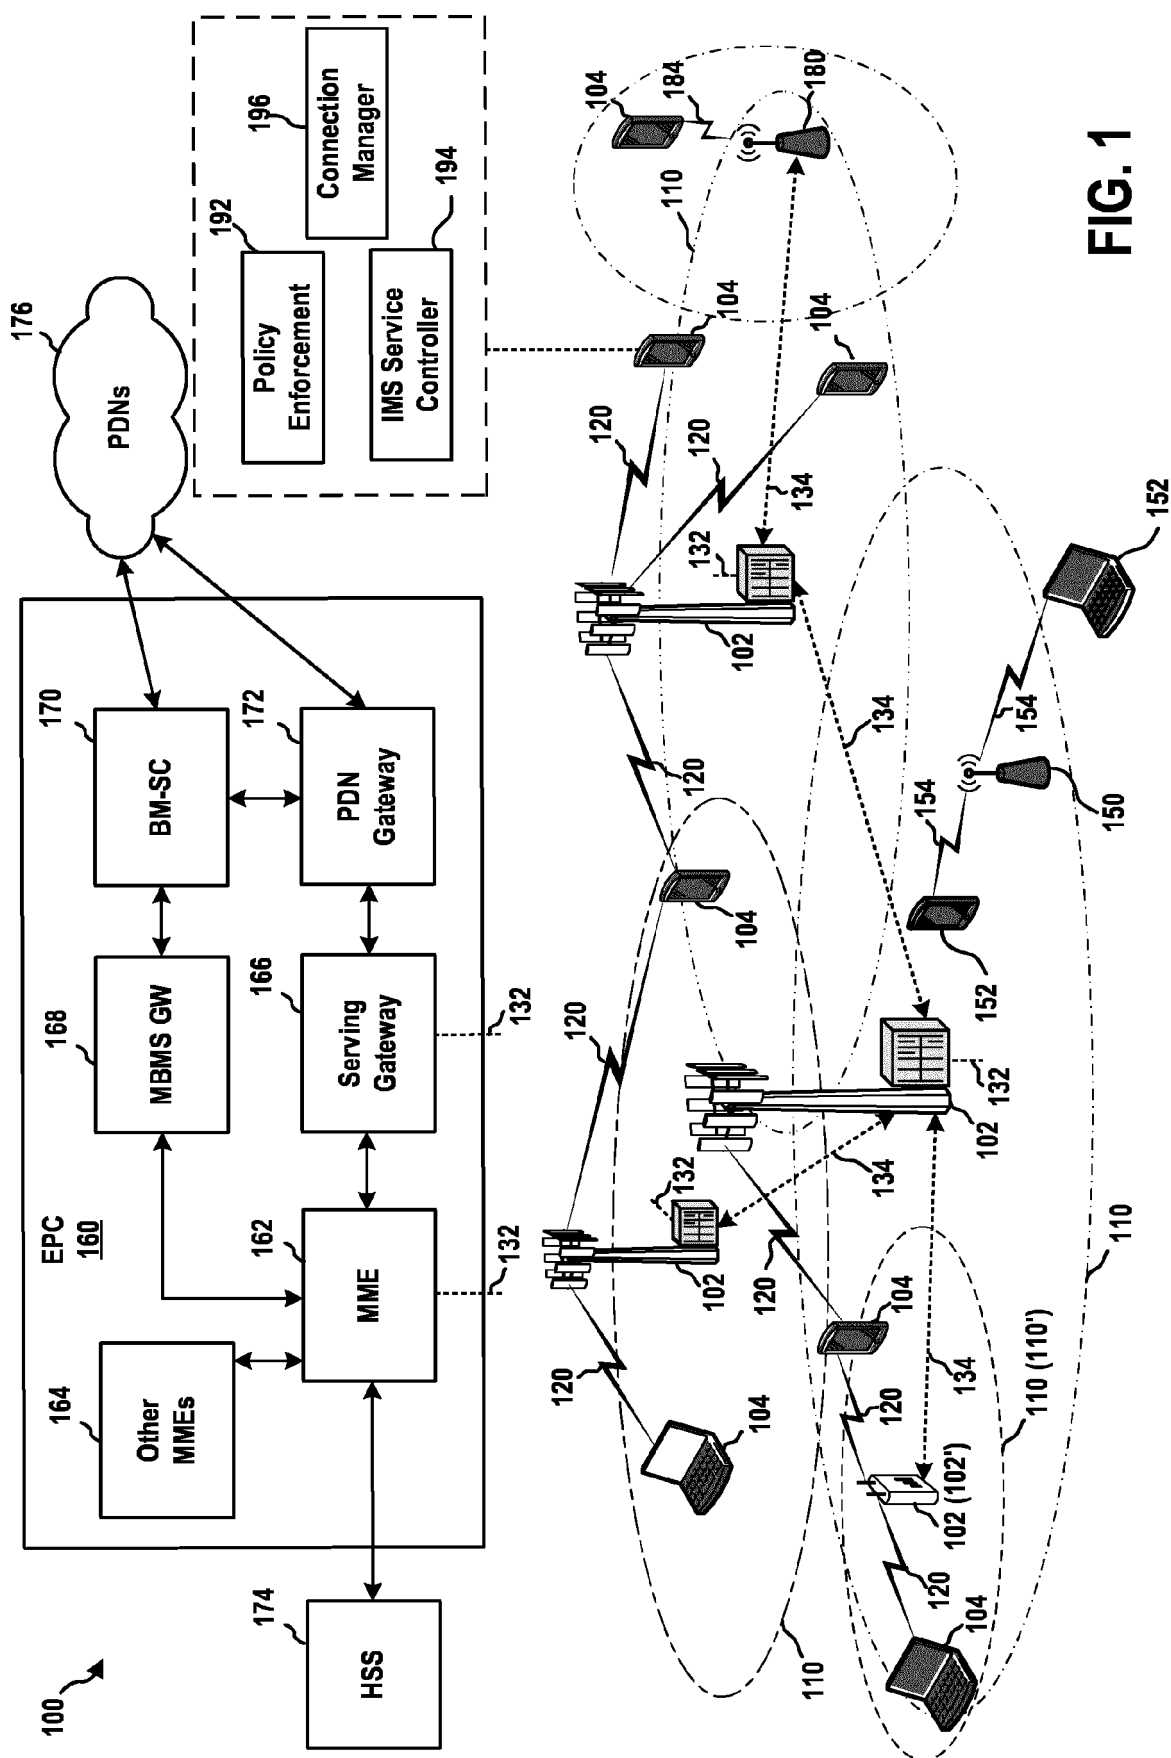 100
174
HSS
EPC
160
164
Other
MMEs
162
MME
168
MBMS GW
166
Serving
Gateway
170
BM-SC
172
PDN
Gateway
176
PDNs
132
132
192
Policy
Enforcement
196
Connection
Manager
IMS Service
Controller
194
120
120
120
104
184
110
132
120
120
132
104
102
104
104
102
120
134
104
180
110
134
134
104
120
120
154
102 (102')
134
132
152
104
102
154
110 (110')
110
150
152
FIG. 1